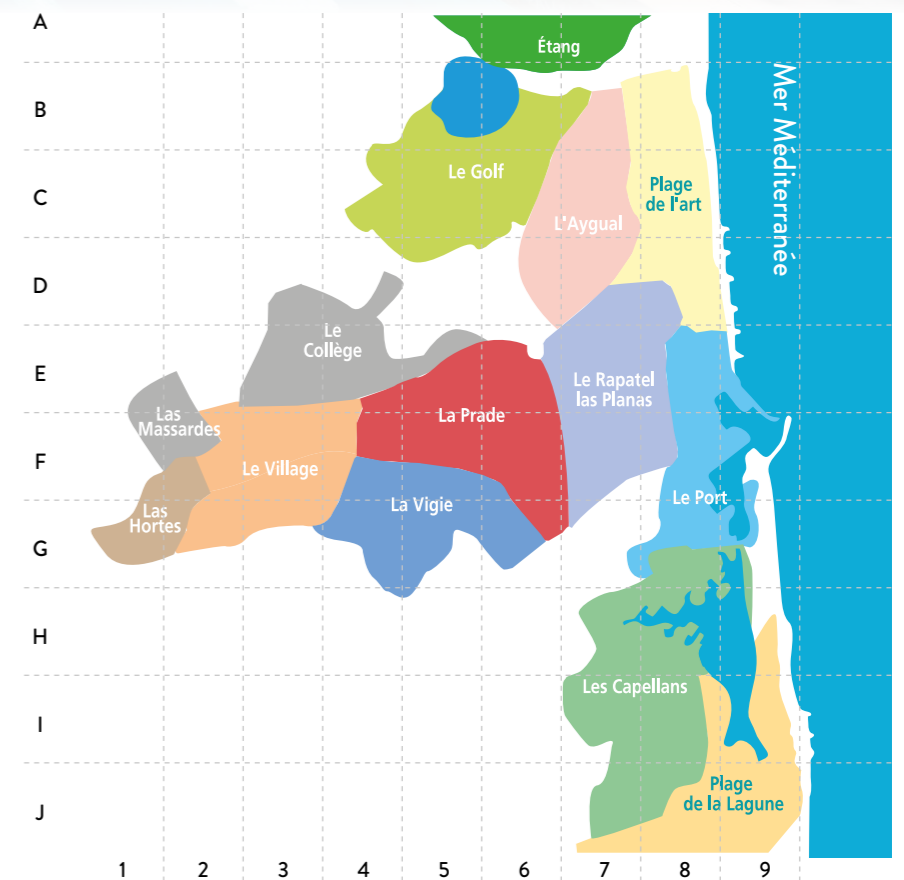 A
Étang
B
Mer Méditerranée
Le Golf
C
Plage
de l'art
L'Aygual
D
Le
Collège
E
Le Rapatel
las Planas
Las
Massardes
La Prade
F
Le Village
Le Port
La Vigie
Las
Hortes
G
H
Les Capellans
I
Plage
de la Lagune
J
1 2 3 4 5 6 7 8 9